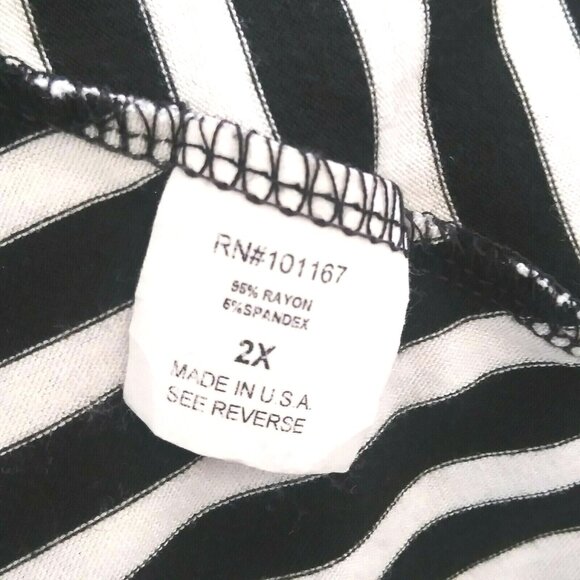 RN#101167
95% RAYON
5%SPANDEX
2X
MADE IN U.S.A.
SEE REVERSE